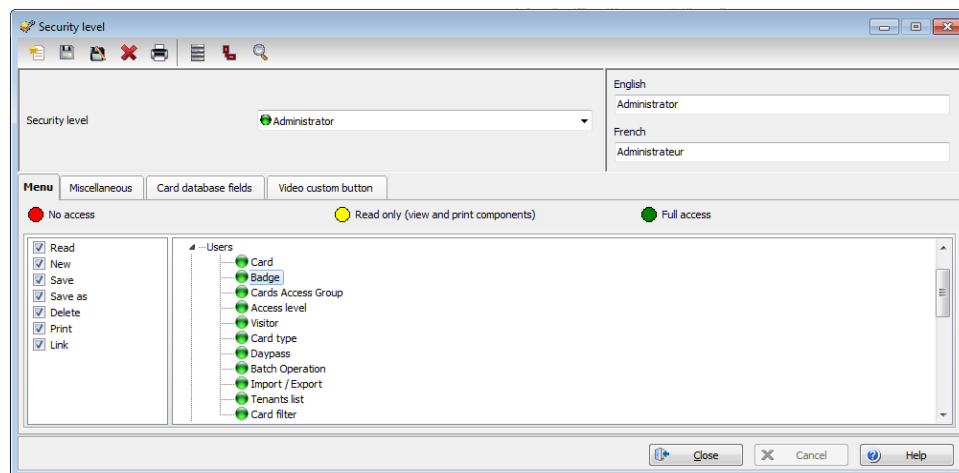 Security level
English
Administrator
Security level
Administrator
French
Administrateur
Menu
Miscellaneous
Card database fields
Video custom button
No access
Read only (view and print components)
Full access
Read
New
Save
Save as
Delete
Print
Link
Users
Card
Badge
Cards Access Group
Access level
Visitor
Card type
Daypass
Batch Operation
Import / Export
Tenants list
Card filter
Close
Cancel
Help